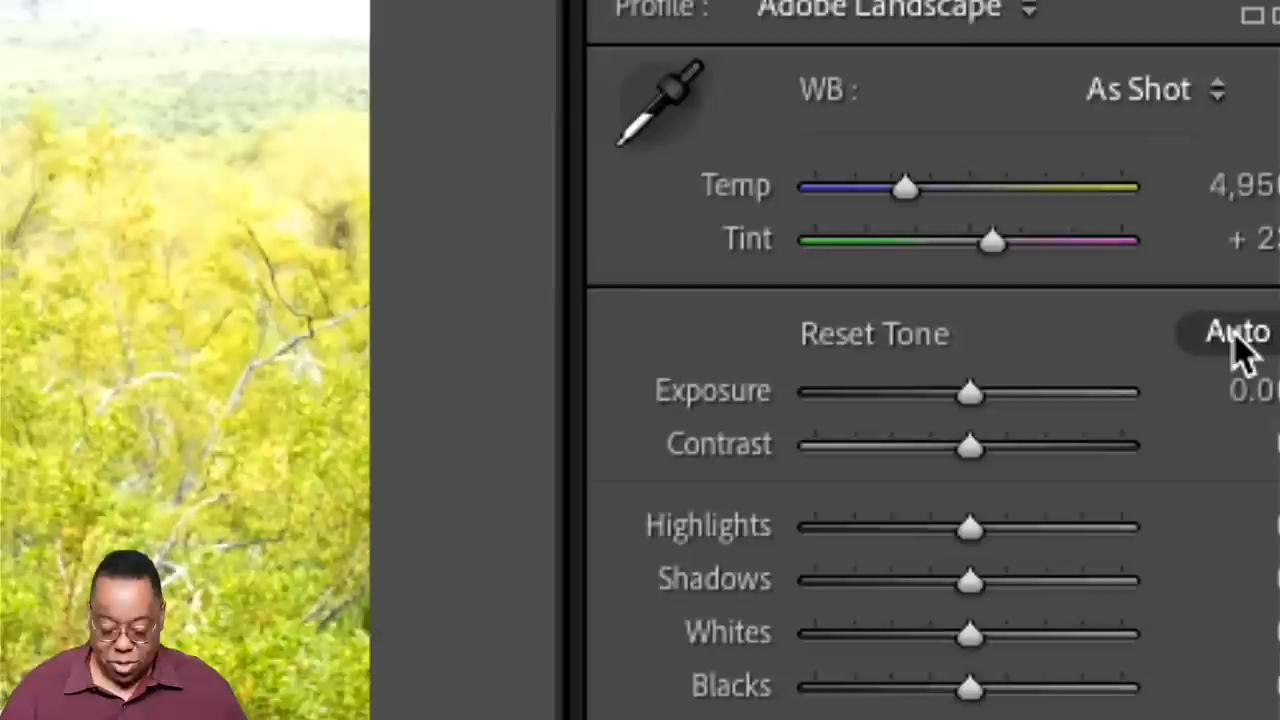 Profile : Adobe Landscape
WB : As Shot
Temp 4,95
Tint + 2
Reset Tone Auto
Exposure 0.0
Contrast
Highlights
Shadows
Whites
Blacks